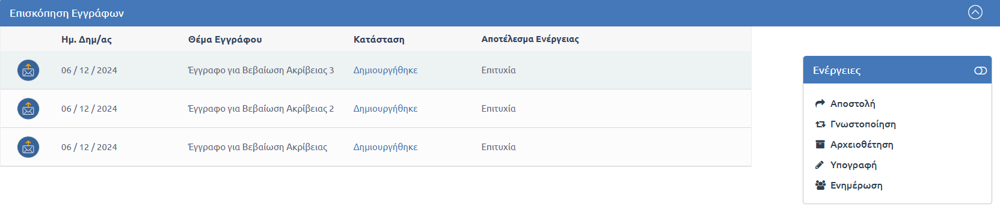 Επισκόπηση Εγγράφων
Ημ. Δημ/ας Θέμα Εγγράφου Κατάσταση Αποτέλεσμα Ενέργειας
06 / 12 / 2024 Έγγραφο για Βεβαίωση Ακρίβειας 3 Δημιουργήθηκε Επιτυχία
06 / 12 / 2024 Έγγραφο για Βεβαίωση Ακρίβειας 2 Δημιουργήθηκε Επιτυχία
06 / 12 / 2024 Έγγραφο για Βεβαίωση Ακρίβειας Δημιουργήθηκε Επιτυχία
Ενέργειες
Αποστολή
Γνωστοποίηση
Αρχειοθέτηση
Υπογραφή
Ενημέρωση